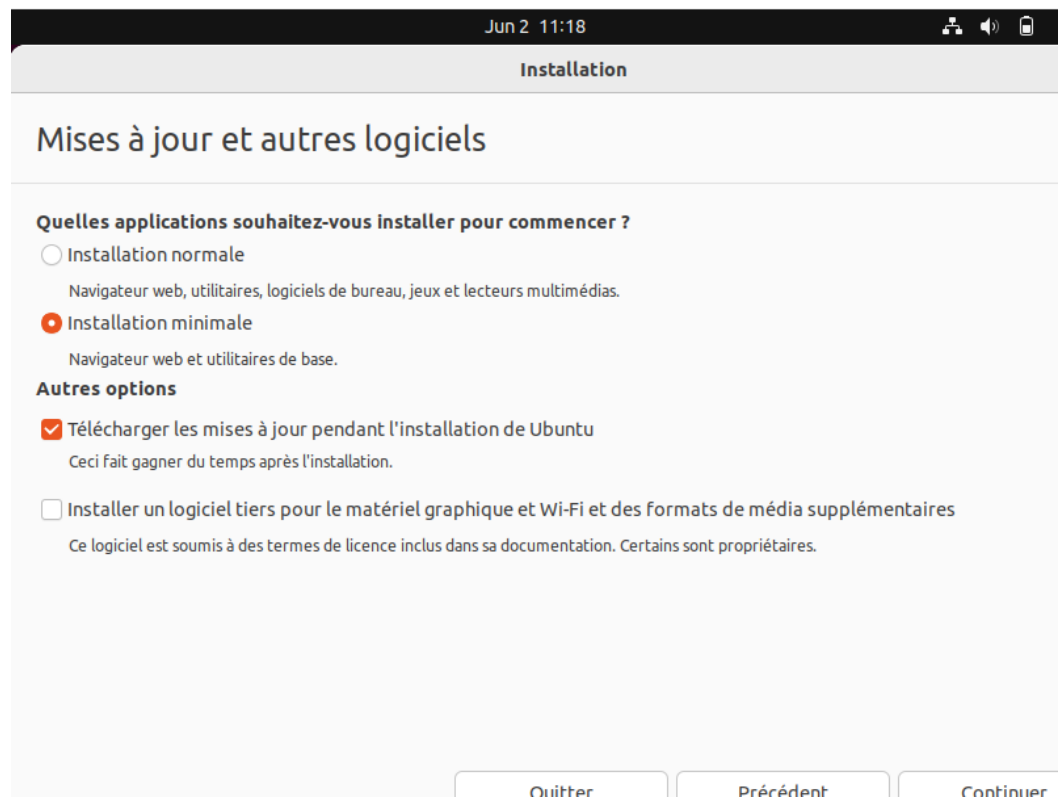 Jun 2 11:18
Installation
Mises à jour et autres logiciels
Quelles applications souhaitez-vous installer pour commencer ?
Installation normale
Navigateur web, utilitaires, logiciels de bureau, jeux et lecteurs multimédias.
Installation minimale
Navigateur web et utilitaires de base.
Autres options
Télécharger les mises à jour pendant l'installation de Ubuntu
Ceci fait gagner du temps après l'installation.
Installer un logiciel tiers pour le matériel graphique et Wi-Fi et des formats de média supplémentaires
Ce logiciel est soumis à des termes de licence inclus dans sa documentation. Certains sont propriétaires.
Quitter Précédent Continuer